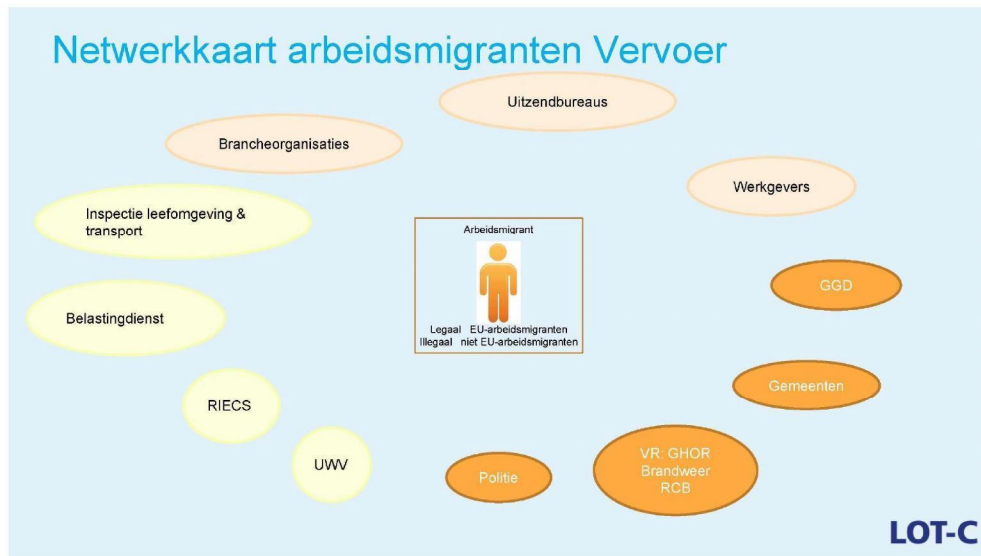 Netwerkkaart arbeidsmigranten Vervoer
Uitzendbureaus
Brancheorganisaties
Werkgevers
Inspectie leefomgeving &
transport
Arbeidsmigrant
GGD
Belastingdienst
Legaal EU-arbeidsmigranten
Illegaal niet EU-arbeidsmigranten
Gemeenten
RIECS
VR: GHOR
Brandweer
RCB
UWV
Politie
LOT-C